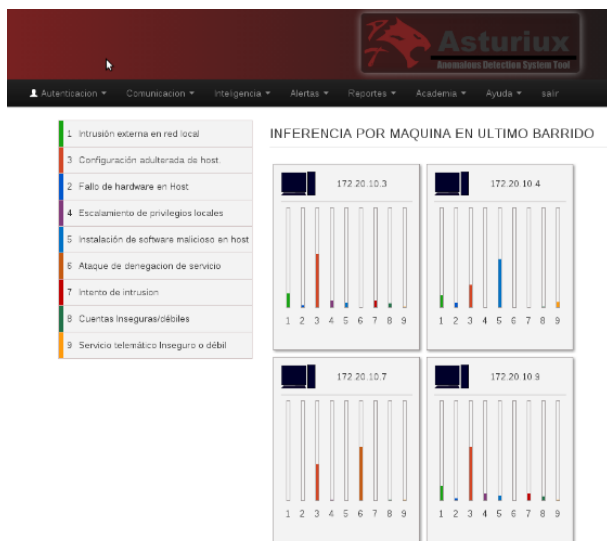 Asturiux
Anomalous Detection System Tool
Autenticacion Comunicacion Inteligencia Alertas Reportes Academia Ayuda salir
1 Intrusión externa en red local
3 Configuración adulterada de host.
2 Fallo de hardware en Host
4 Escalamiento de privilegios locales
5 Instalación de software malicioso en host
6 Ataque de denegacion de servicio
7 Intento de intrusion
8 Cuentas Inseguras/débiles
9 Servicio telemático Inseguro o débil
INFERENCIA POR MAQUINA EN ULTIMO BARRIDO
172.20.10.3
1 2 3 4 5 6 7 8 9
172.20.10.4
1 2 3 4 5 6 7 8 9
172.20.10.7
1 2 3 4 5 6 7 8 9
172.20.10.9
1 2 3 4 5 6 7 8 9